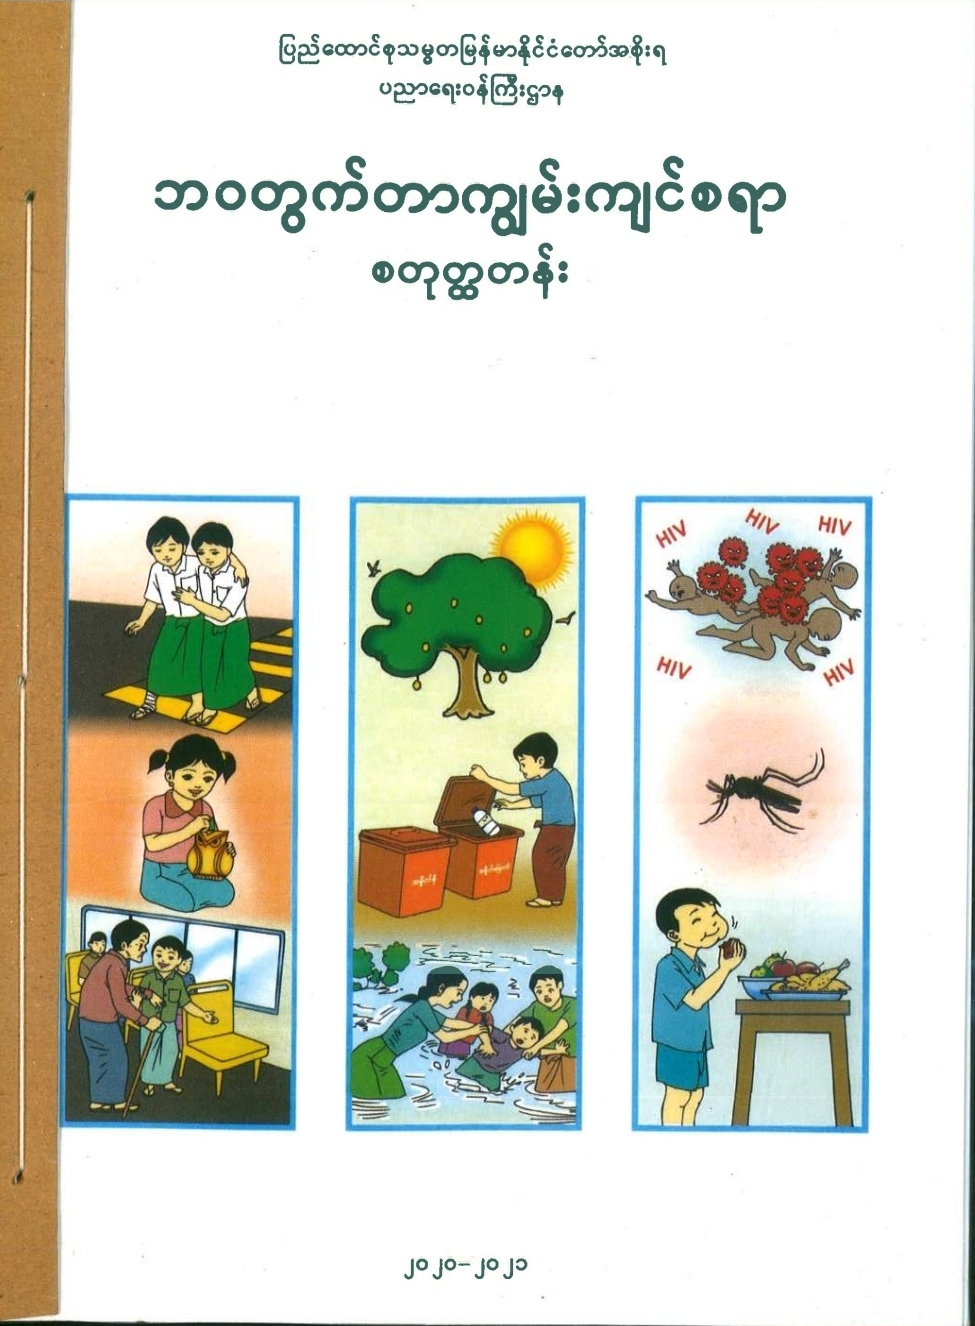 ပြည်ထောင်စုသမ္မတမြန်မာနိုင်ငံတော်အစိုးရ
ပညာရေးဝန်ကြီးဌာန
ဘဝတွက်တာကျွမ်းကျင်စရာ
စတုတ္ထတန်း
HIV HIV HIV
HIV HIV
၂၀၂၀–၂၀၂၁